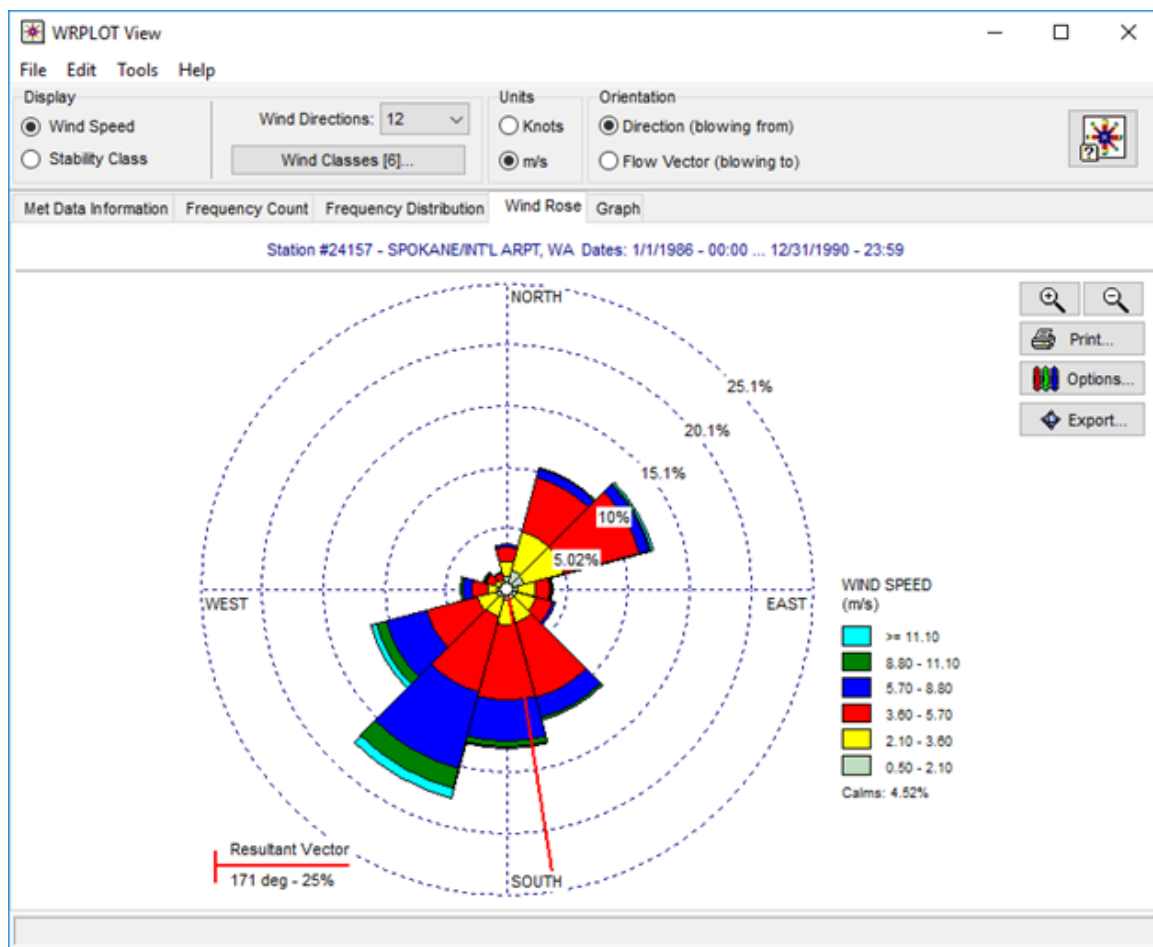 WRPLOT View
File Edit Tools Help
Display Units Orientation
Wind Speed Wind Directions: 12 Knots Direction (blowing from)
Stability Class Wind Classes [6]... m/s Flow Vector (blowing to)
Met Data Information Frequency Count Frequency Distribution Wind Rose Graph
Station #24157 - SPOKANE/INT'L ARPT, WA Dates: 1/1/1986 - 00:00 ... 12/31/1990 - 23:59
NORTH
Print...
25.1%
Options...
Export...
20.1%
15.1%
10%
5.02%
WIND SPEED
WEST EAST (m/s)
>= 11.10
8.80 - 11.10
5.70 - 8.80
3.60 - 5.70
2.10 - 3.60
0.50 - 2.10
Calms: 4.52%
Resultant Vector
171 deg - 25% SOUTH